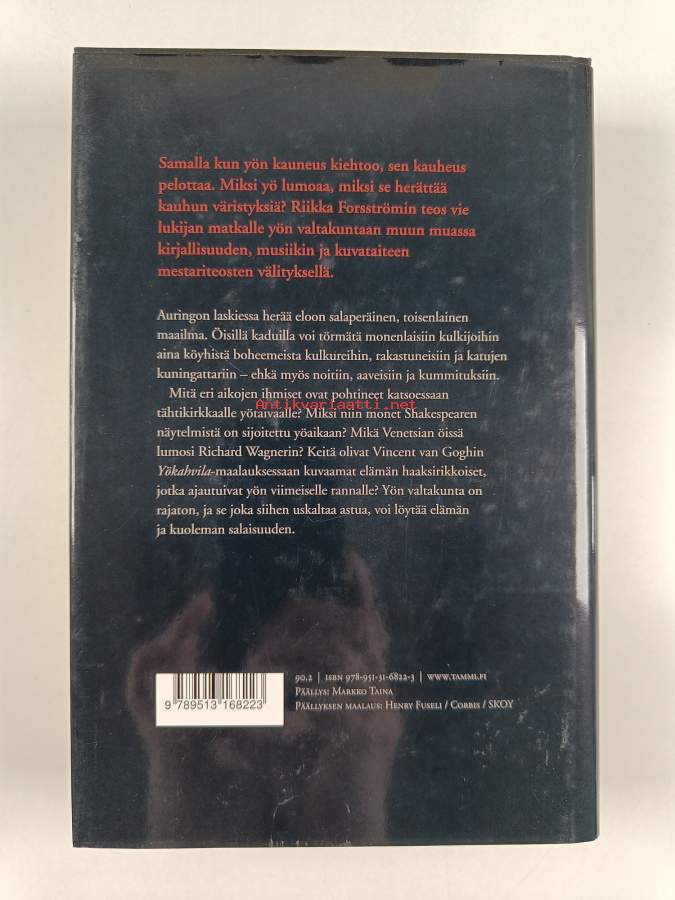 Samalla kun yön kauneus kiehtoo, sen kauheus
pelottaa. Miksi yö lumoaa, miksi se herättää
kauhun väristyksiä? Riikka Forsströmin teos vie
lukijan matkalle yön valtakuntaan muun muassa
kirjallisuuden, musiikin ja kuvataiteen
mestariteosten välityksellä.
Auringon laskiessa herää eloon salaperäinen, toisenlainen
maailma. Öisillä kaduilla voi törmätä monenlaisiin kulkijoihin
aina köyhistä boheemeista kulkureihin, rakastuneisiin ja katujen
kuningattariin – ehkä myös noitiin, aaveisiin ja kummituksiin.
Mitä eri aikojen ihmiset ovat pohtineet katsoessaan
tähtikirkkaalle yötaivaalle? Miksi niin monet Shakespearen
Antikvariaatti.net
näytelmistä on sijoitettu yöaikaan? Mikä Venetsian öissä
lumosi Richard Wagnerin? Keitä olivat Vincent van Goghin
Yökahvila-maalauksessaan kuvaamat elämän haaksirikkoiset,
jotka ajautuivat yön viimeiselle rannalle? Yön valtakunta on
rajaton, ja se joka siihen uskaltaa astua, voi löytää elämän
ja kuoleman salaisuuden.
90.2 | ISBN 978-951-31-6822-3 | WWW.TAMMI.FI
Päällys: Markko Taina
Päällyksen maalaus: Henry Fuseli / Corbis / SKOY
9 789513 168223